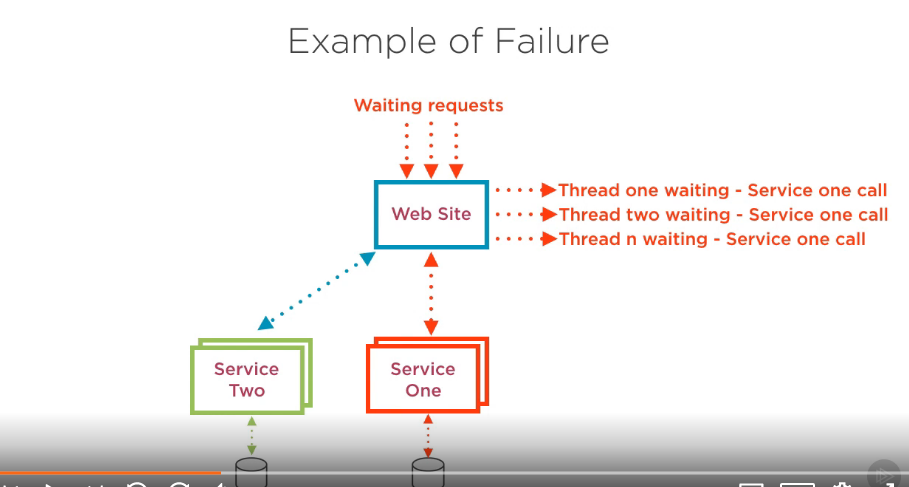 Example of Failure
Waiting requests
Web Site
Thread one waiting - Service one call
Thread two waiting - Service one call
Thread n waiting - Service one call
Service
Two
Service
One